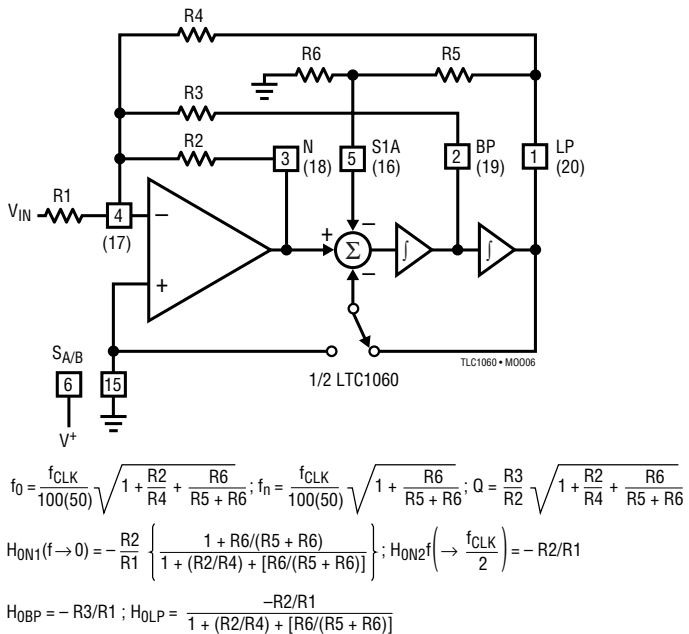 R4
R6
R5
R3
R2
3
N
(18)
5
S1A
(16)
2
BP
(19)
1
LP
(20)
R1
VIN
4
(17)
−
+
+
−
Σ
−
∫
∫
SA/B
6
15
V+
1/2 LTC1060
TLC1060 • M0O06
f0 = fCLK/100(50) √(1 + R2/R4 + R6/(R5 + R6)) ; fn = fCLK/100(50) √(1 + R6/(R5 + R6)) ; Q = R3/R2 √(1 + R2/R4 + R6/(R5 + R6))
H0N1(f → 0) = − R2/R1 { 1 + R6/(R5 + R6) / 1 + (R2/R4) + [R6/(R5 + R6)] } ; H0N2f(→ fCLK/2) = − R2/R1
H0BP = − R3/R1 ; H0LP = −R2/R1 / 1 + (R2/R4) + [R6/(R5 + R6)]